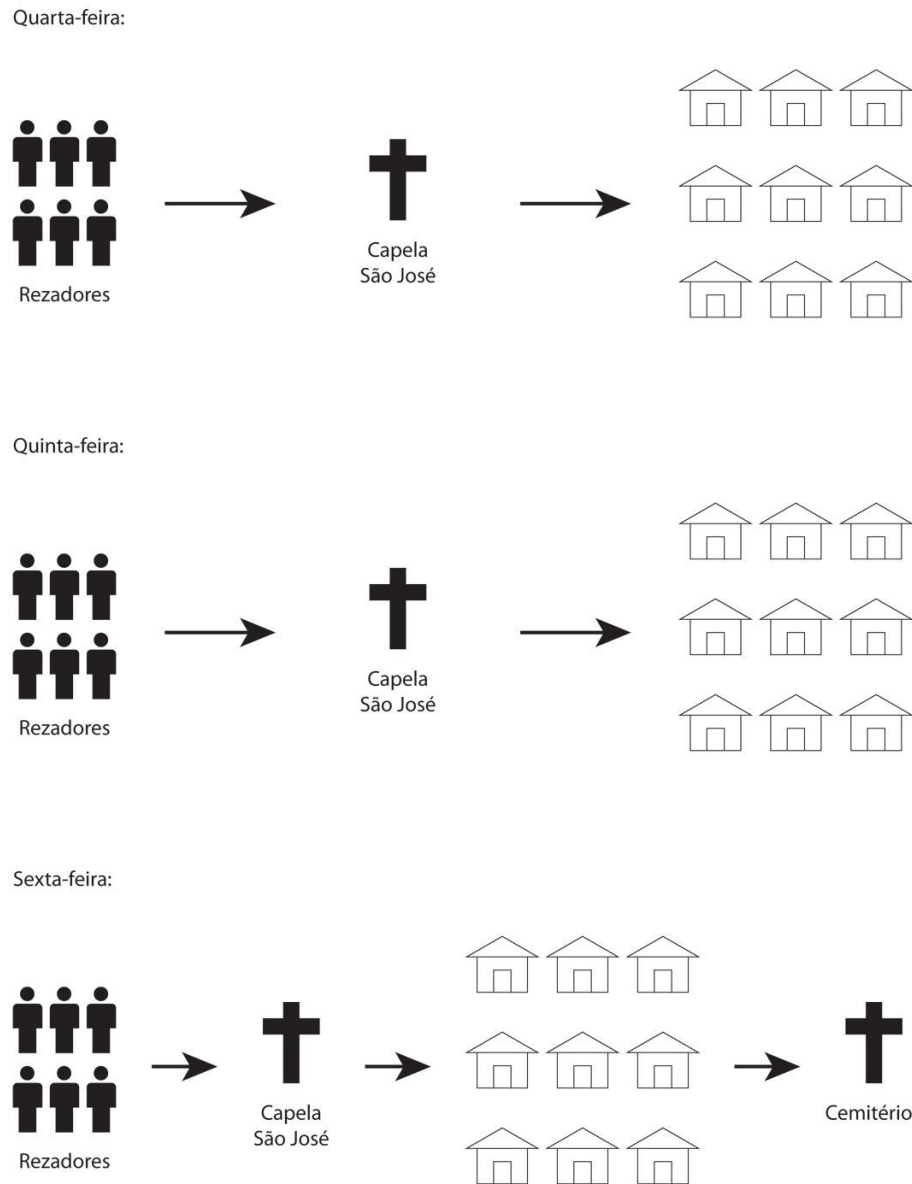 Quarta-feira:
Rezadores
Capela
São José
Quinta-feira:
Rezadores
Capela
São José
Sexta-feira:
Rezadores
Capela
São José
Cemitério